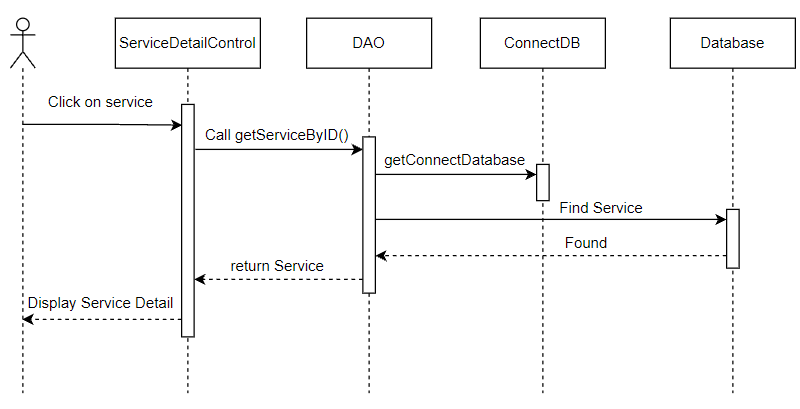 ServiceDetailControl
DAO
ConnectDB
Database
Click on service
Call getServiceByID()
getConnectDatabase
Find Service
Found
return Service
Display Service Detail